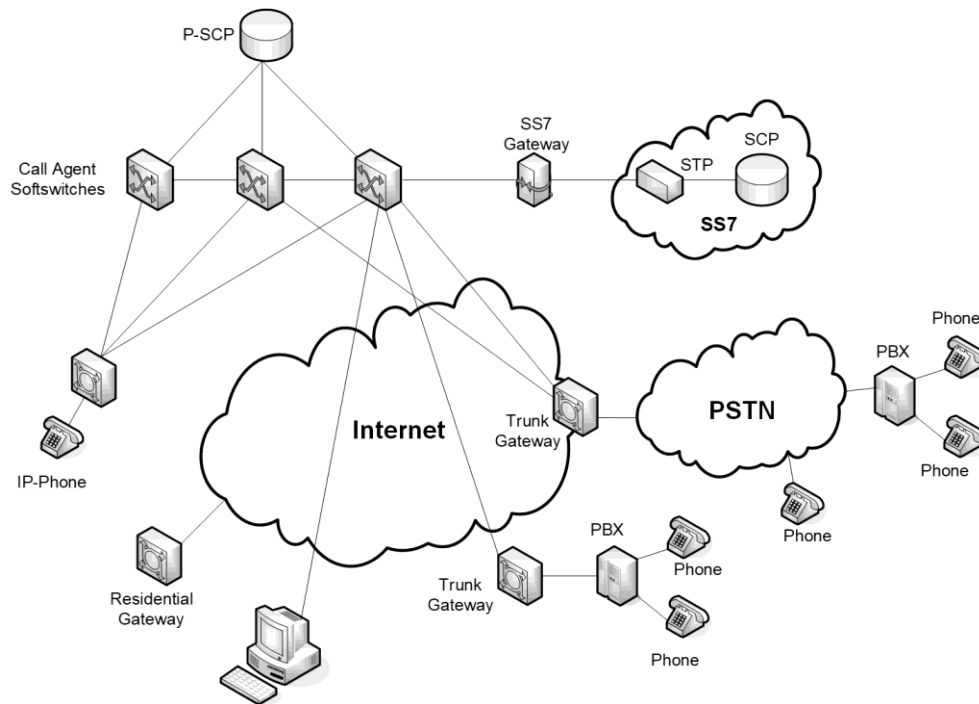 P-SCP
SS7
Gateway
SCP
STP
Call Agent
Softswitches
SS7
Phone
PBX
PSTN
Internet
Trunk
Gateway
Phone
IP-Phone
Phone
PBX
Phone
Trunk
Gateway
Residential
Gateway
Phone